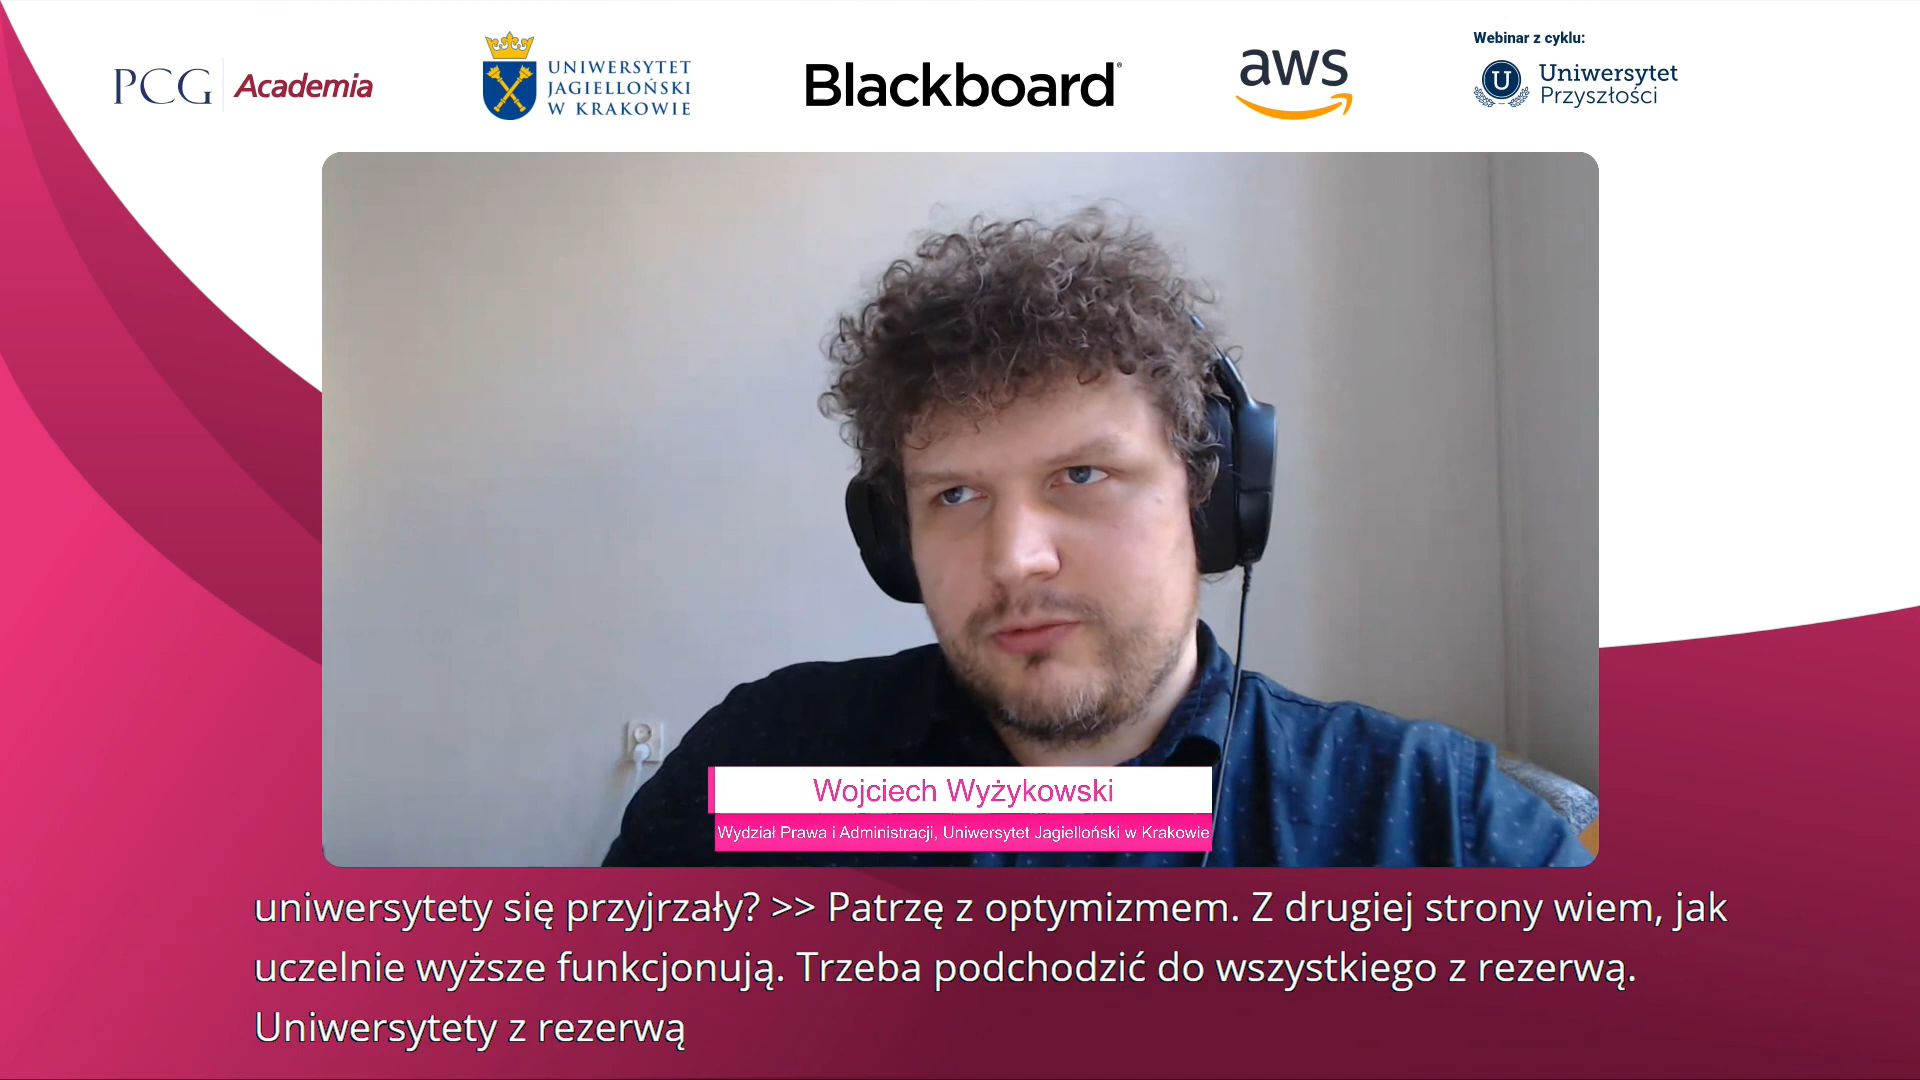 PCG Academia
UNIWERSYTET
JAGIELLOŃSKI
W KRAKOWIE
Blackboard
aws
Webinar z cyklu:
U
Uniwersytet
Przyszłości
Wojciech Wyżykowski
Wydział Prawa i Administracji, Uniwersytet Jagielloński w Krakowie
uniwersytety się przyjrzały? >> Patrzę z optymizmem. Z drugiej strony wiem, jak
uczelnie wyższe funkcjonują. Trzeba podchodzić do wszystkiego z rezerwą.
Uniwersytety z rezerwą